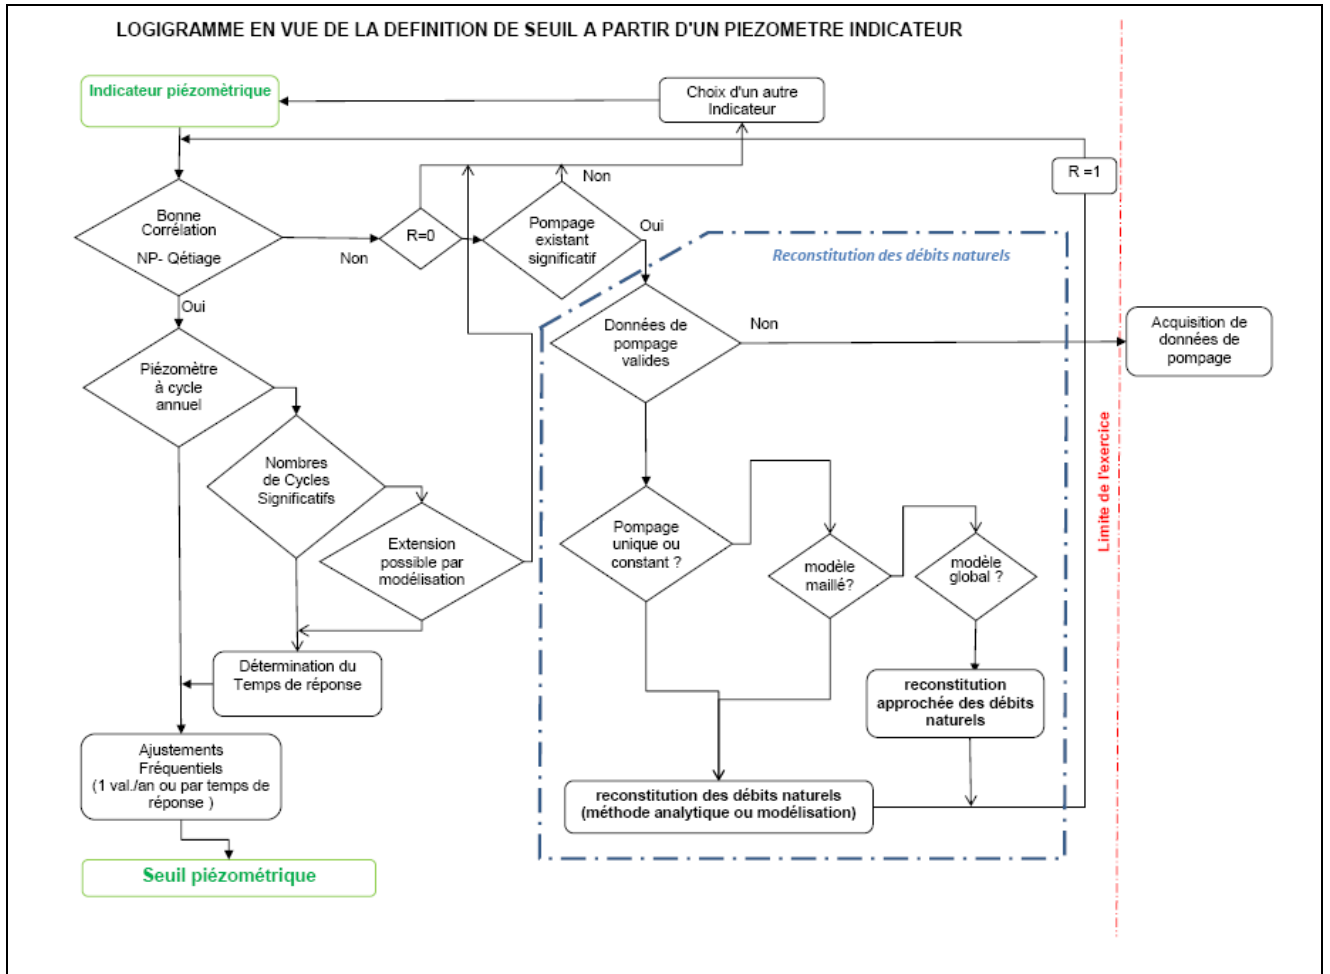 LOGIGRAMME EN VUE DE LA DEFINITION DE SEUIL A PARTIR D'UN PIEZOMETRE INDICATEUR
Indicateur piézomètrique
Choix d'un autre
Indicateur
R =1
Bonne
Corrélation
NP- Qétiage
Non
R=0
Pompage
existant
significatif
Non
Oui
Reconstitution des débits naturels
Oui
Données de
pompage
valides
Non
Acquisition de
données de
pompage
Piézomètre
à cycle
annuel
Nombres
de Cycles
Significatifs
Extension
possible par
modélisation
Pompage
unique ou
constant ?
modèle
maillé?
modèle
global ?
Limite de l'exercice
Détermination du
Temps de réponse
reconstitution
approchée des débits
naturels
Ajustements
Fréquentiels
(1 val./an ou par temps de
réponse )
reconstitution des débits naturels
(méthode analytique ou modélisation)
Seuil piézométrique